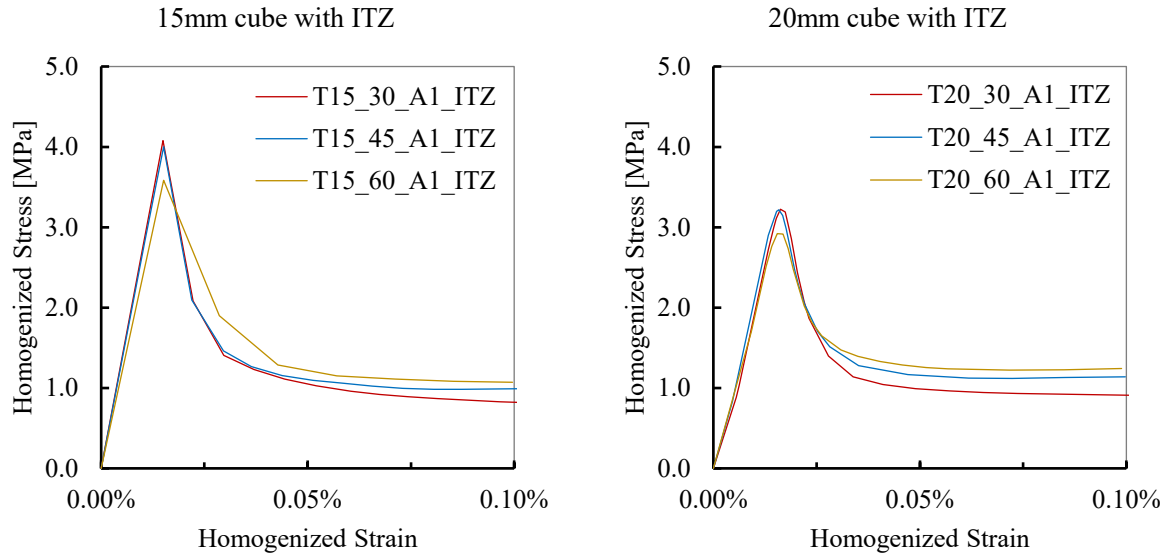 15mm cube with ITZ
5.0
4.0
3.0
2.0
1.0
0.0
Homogenized Stress [MPa]
T15_30_A1_ITZ
T15_45_A1_ITZ
T15_60_A1_ITZ
0.00%
0.05%
0.10%
Homogenized Strain
20mm cube with ITZ
5.0
4.0
3.0
2.0
1.0
0.0
Homogenized Stress [MPa]
T20_30_A1_ITZ
T20_45_A1_ITZ
T20_60_A1_ITZ
0.00%
0.05%
0.10%
Homogenized Strain